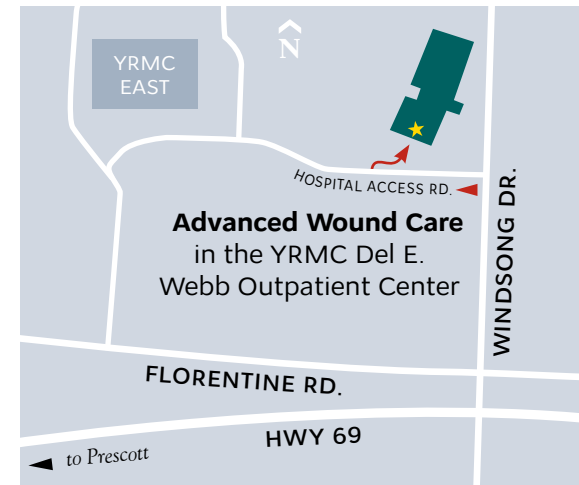 YRMC
EAST
N
HOSPITAL ACCESS RD.
Advanced Wound Care
in the YRMC Del E.
Webb Outpatient Center
WINDSONG DR.
FLORENTINE RD.
HWY 69
to Prescott